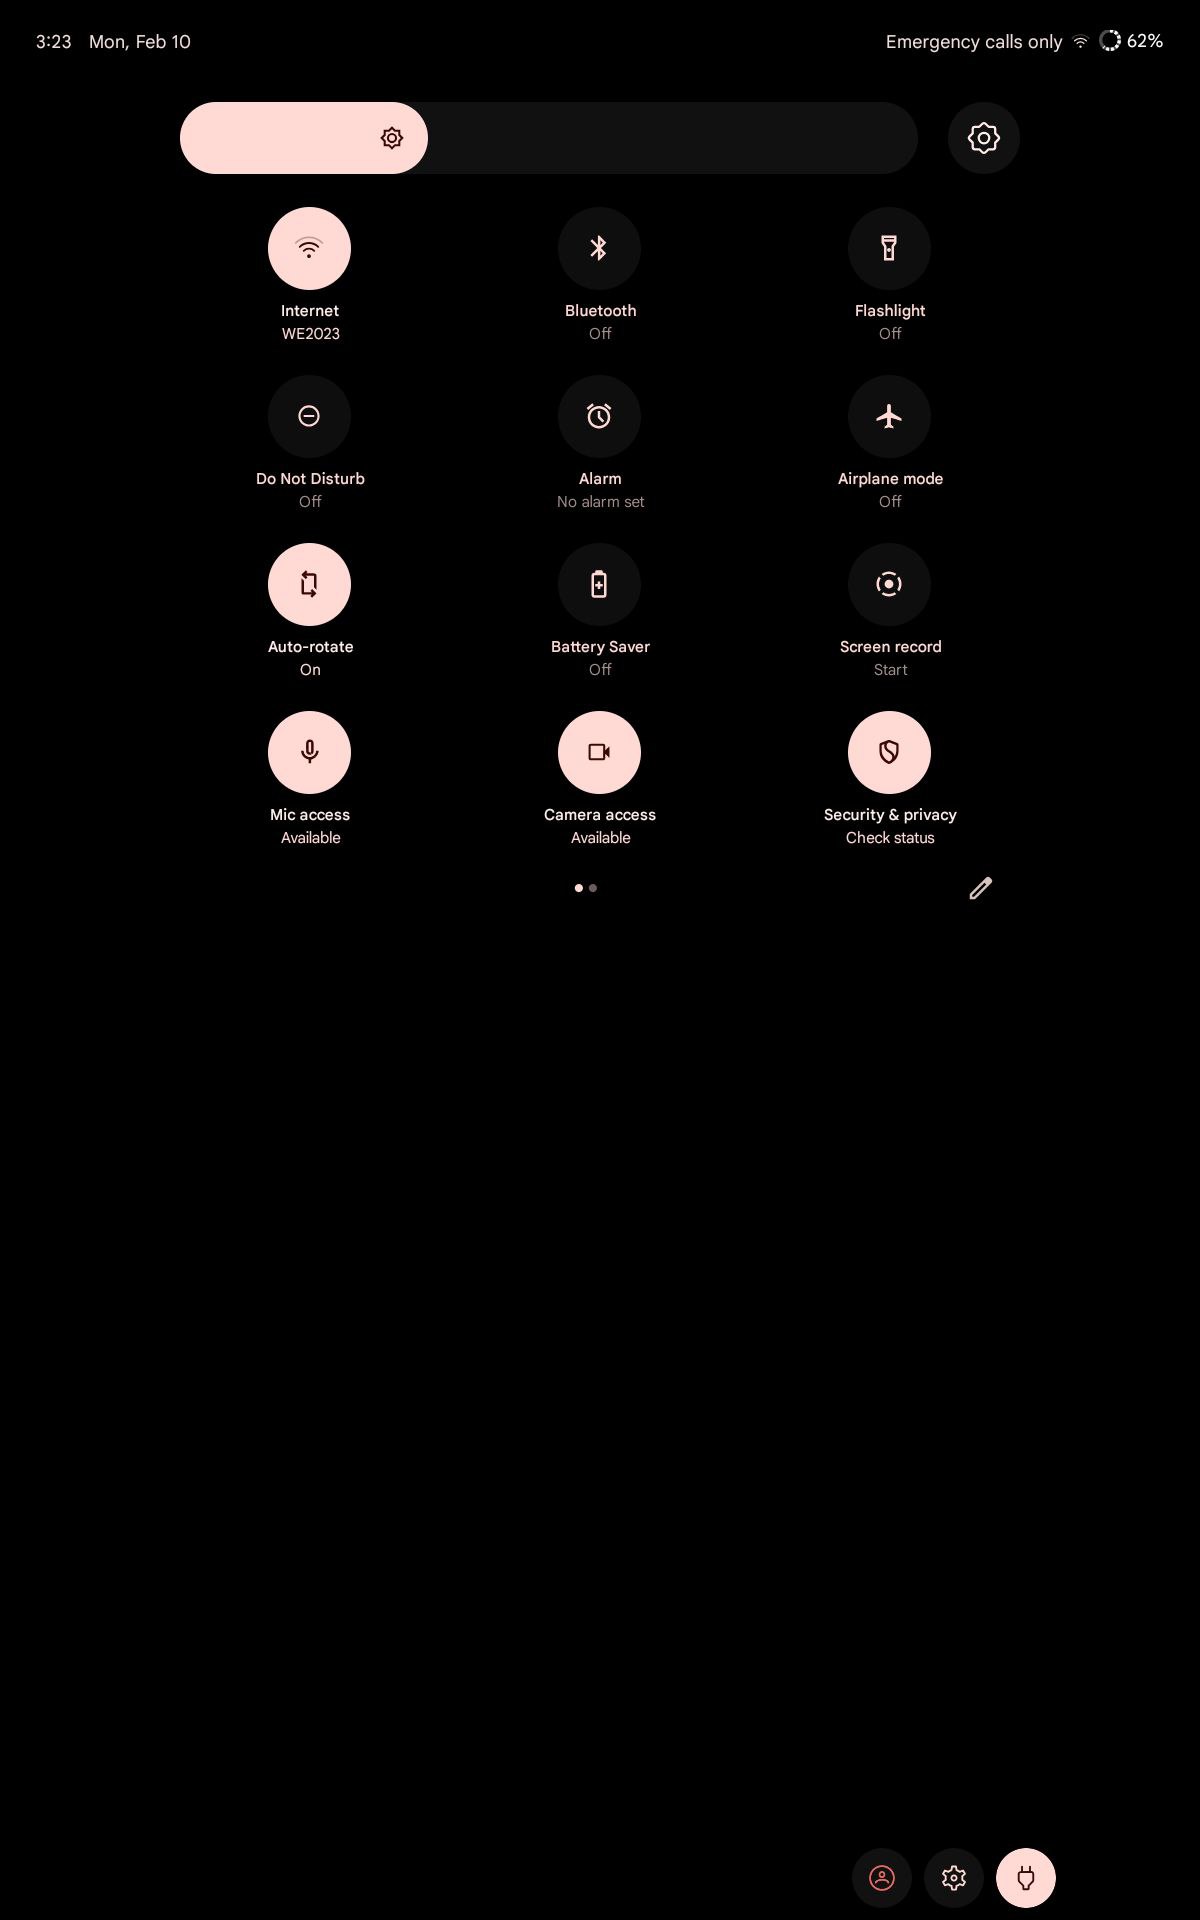 3:23 Mon, Feb 10
Emergency calls only 62%
Internet
WE2023
Bluetooth
Off
Flashlight
Off
Do Not Disturb
Off
Alarm
No alarm set
Airplane mode
Off
Auto-rotate
On
Battery Saver
Off
Screen record
Start
Mic access
Available
Camera access
Available
Security & privacy
Check status